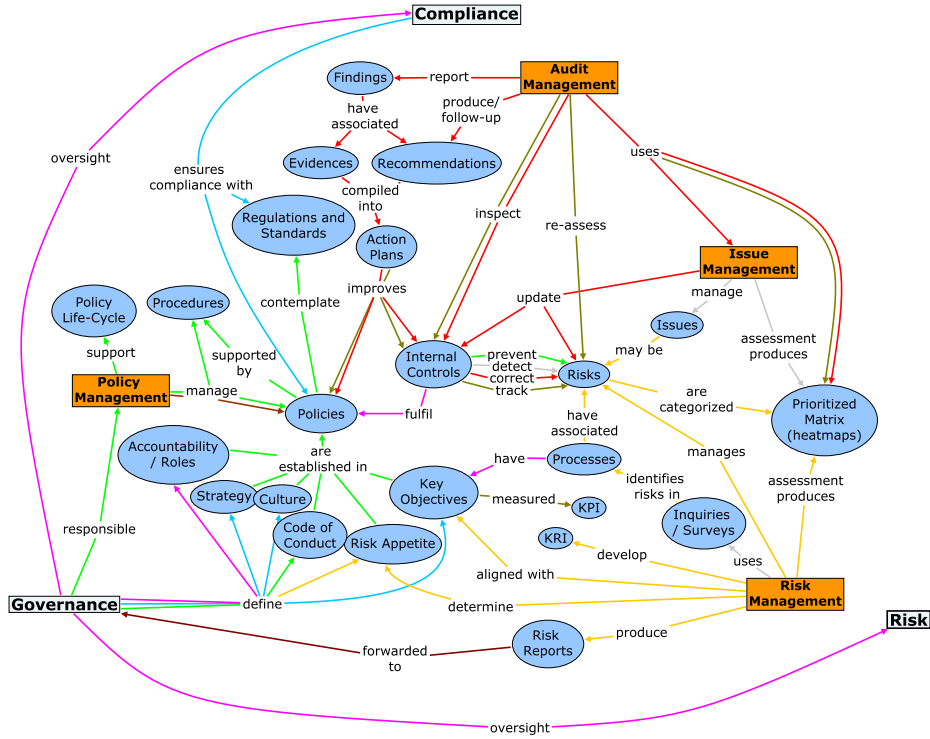 Compliance
Audit
Management
Findings
report
have
associated
produce/
follow-up
oversight
uses
Evidences
Recommendations
ensures
compliance with
compiled
into
Regulations and
Standards
inspect
re-assess
Action
Plans
Issue
Management
improves
manage
Policy
Life-Cycle
Procedures
contemplate
update
Issues
assessment
produces
support
supported
by
Internal
Controls
prevent
detect
correct
track
may be
Risks
Policy
Management
manage
Policies
fulfil
are
categorized
Prioritized
Matrix
(heatmaps)
have
associated
Accountability
/ Roles
are
established in
manages
have
Processes
Strategy
Culture
Key
Objectives
measured
KPI
identifies
risks in
assessment
produces
responsible
Code of
Conduct
Risk Appetite
KRI
Inquiries
/ Surveys
develop
uses
aligned with
Governance
define
determine
Risk
Management
Risk
forwarded
to
Risk
Reports
produce
oversight